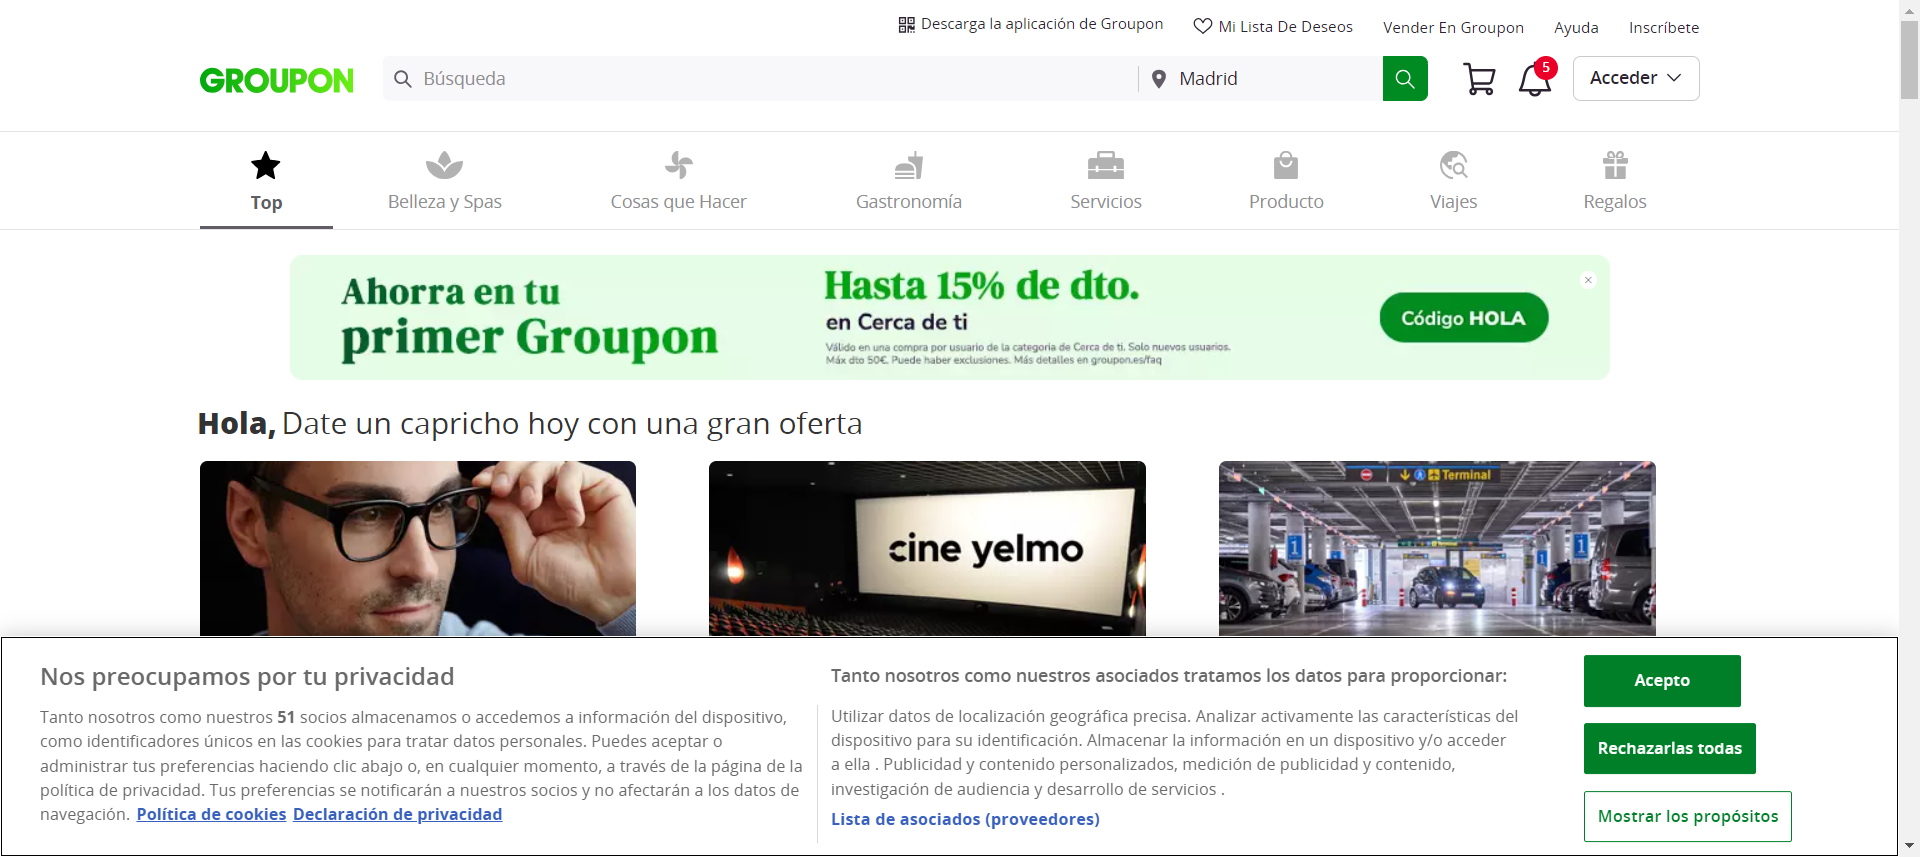 Descarga la aplicación de Groupon
Mi Lista De Deseos
Vender En Groupon
Ayuda
Inscríbete
GROUPON
Búsqueda
Madrid
5
Acceder
Top
Belleza y Spas
Cosas que Hacer
Gastronomía
Servicios
Producto
Viajes
Regalos
Ahorra en tu
primer Groupon
Hasta 15% de dto.
en Cerca de ti
Válido en una compra por usuario de la categoria de Cerca de ti. Solo nuevos usuarios.
Máx dto 50€. Puede haber exclusiones. Más detalles en groupon.es/faq
Código HOLA
Hola, Date un capricho hoy con una gran oferta
cine yelmo
Terminal
1
1
Nos preocupamos por tu privacidad
Tanto nosotros como nuestros 51 socios almacenamos o accedemos a información del dispositivo,
como identificadores únicos en las cookies para tratar datos personales. Puedes aceptar o
administrar tus preferencias haciendo clic abajo o, en cualquier momento, a través de la página de la
política de privacidad. Tus preferencias se notificarán a nuestros socios y no afectarán a los datos de
navegación. Política de cookies Declaración de privacidad
Tanto nosotros como nuestros asociados tratamos los datos para proporcionar:
Utilizar datos de localización geográfica precisa. Analizar activamente las características del
dispositivo para su identificación. Almacenar la información en un dispositivo y/o acceder
a ella . Publicidad y contenido personalizados, medición de publicidad y contenido,
investigación de audiencia y desarrollo de servicios .
Lista de asociados (proveedores)
Acepto
Rechazarlas todas
Mostrar los propósitos